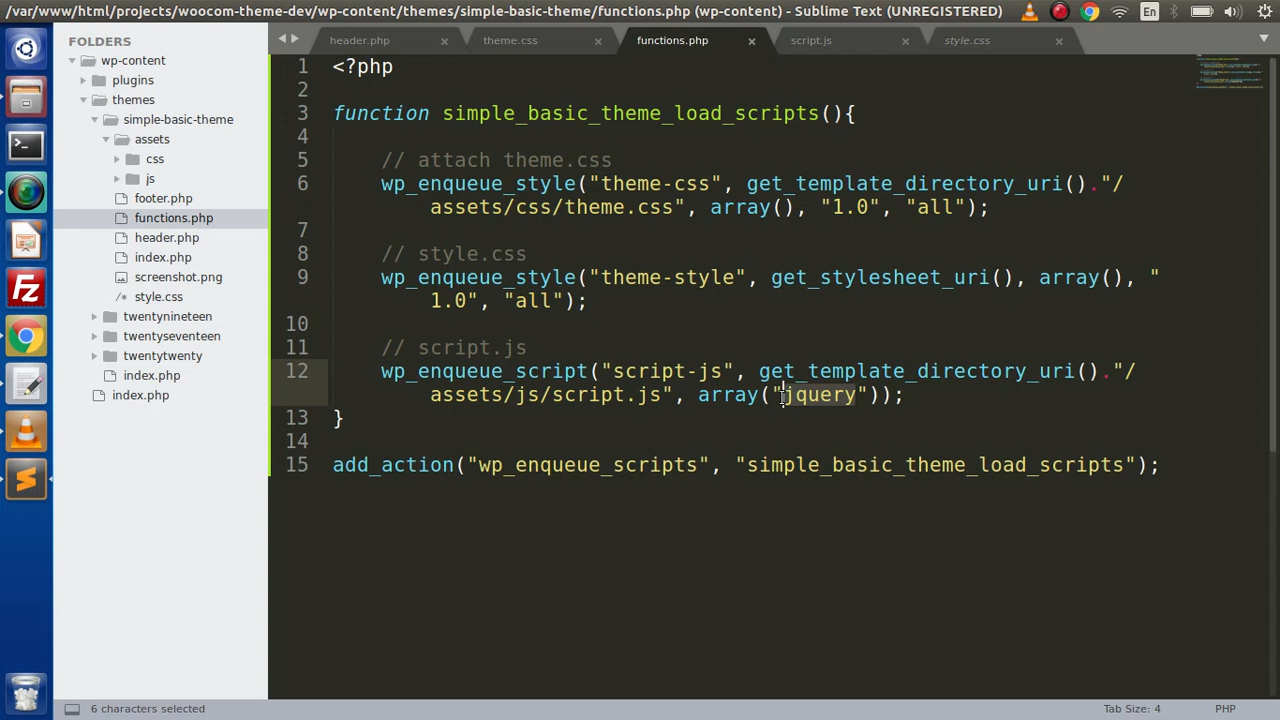 /var/www/html/projects/woocom-theme-dev/wp-content/themes/simple-basic-theme/functions.php (wp-content) - Sublime Text (UNREGISTERED)
En
header.php
theme.css
functions.php
script.js
style.css
FOLDERS
wp-content
plugins
themes
simple-basic-theme
assets
css
js
footer.php
functions.php
header.php
index.php
screenshot.png
/* style.css
twentynineteen
twentyseventeen
twentytwenty
index.php
index.php
1 <?php
2
3 function simple_basic_theme_load_scripts(){
4
5 // attach theme.css
6 wp_enqueue_style("theme-css", get_template_directory_uri()."/
assets/css/theme.css", array(), "1.0", "all");
7
8 // style.css
9 wp_enqueue_style("theme-style", get_stylesheet_uri(), array(), "
1.0", "all");
10
11 // script.js
12 wp_enqueue_script("script-js", get_template_directory_uri()."/
assets/js/script.js", array("jquery"));
13 }
14
15 add_action("wp_enqueue_scripts", "simple_basic_theme_load_scripts");
6 characters selected
Tab Size: 4
PHP